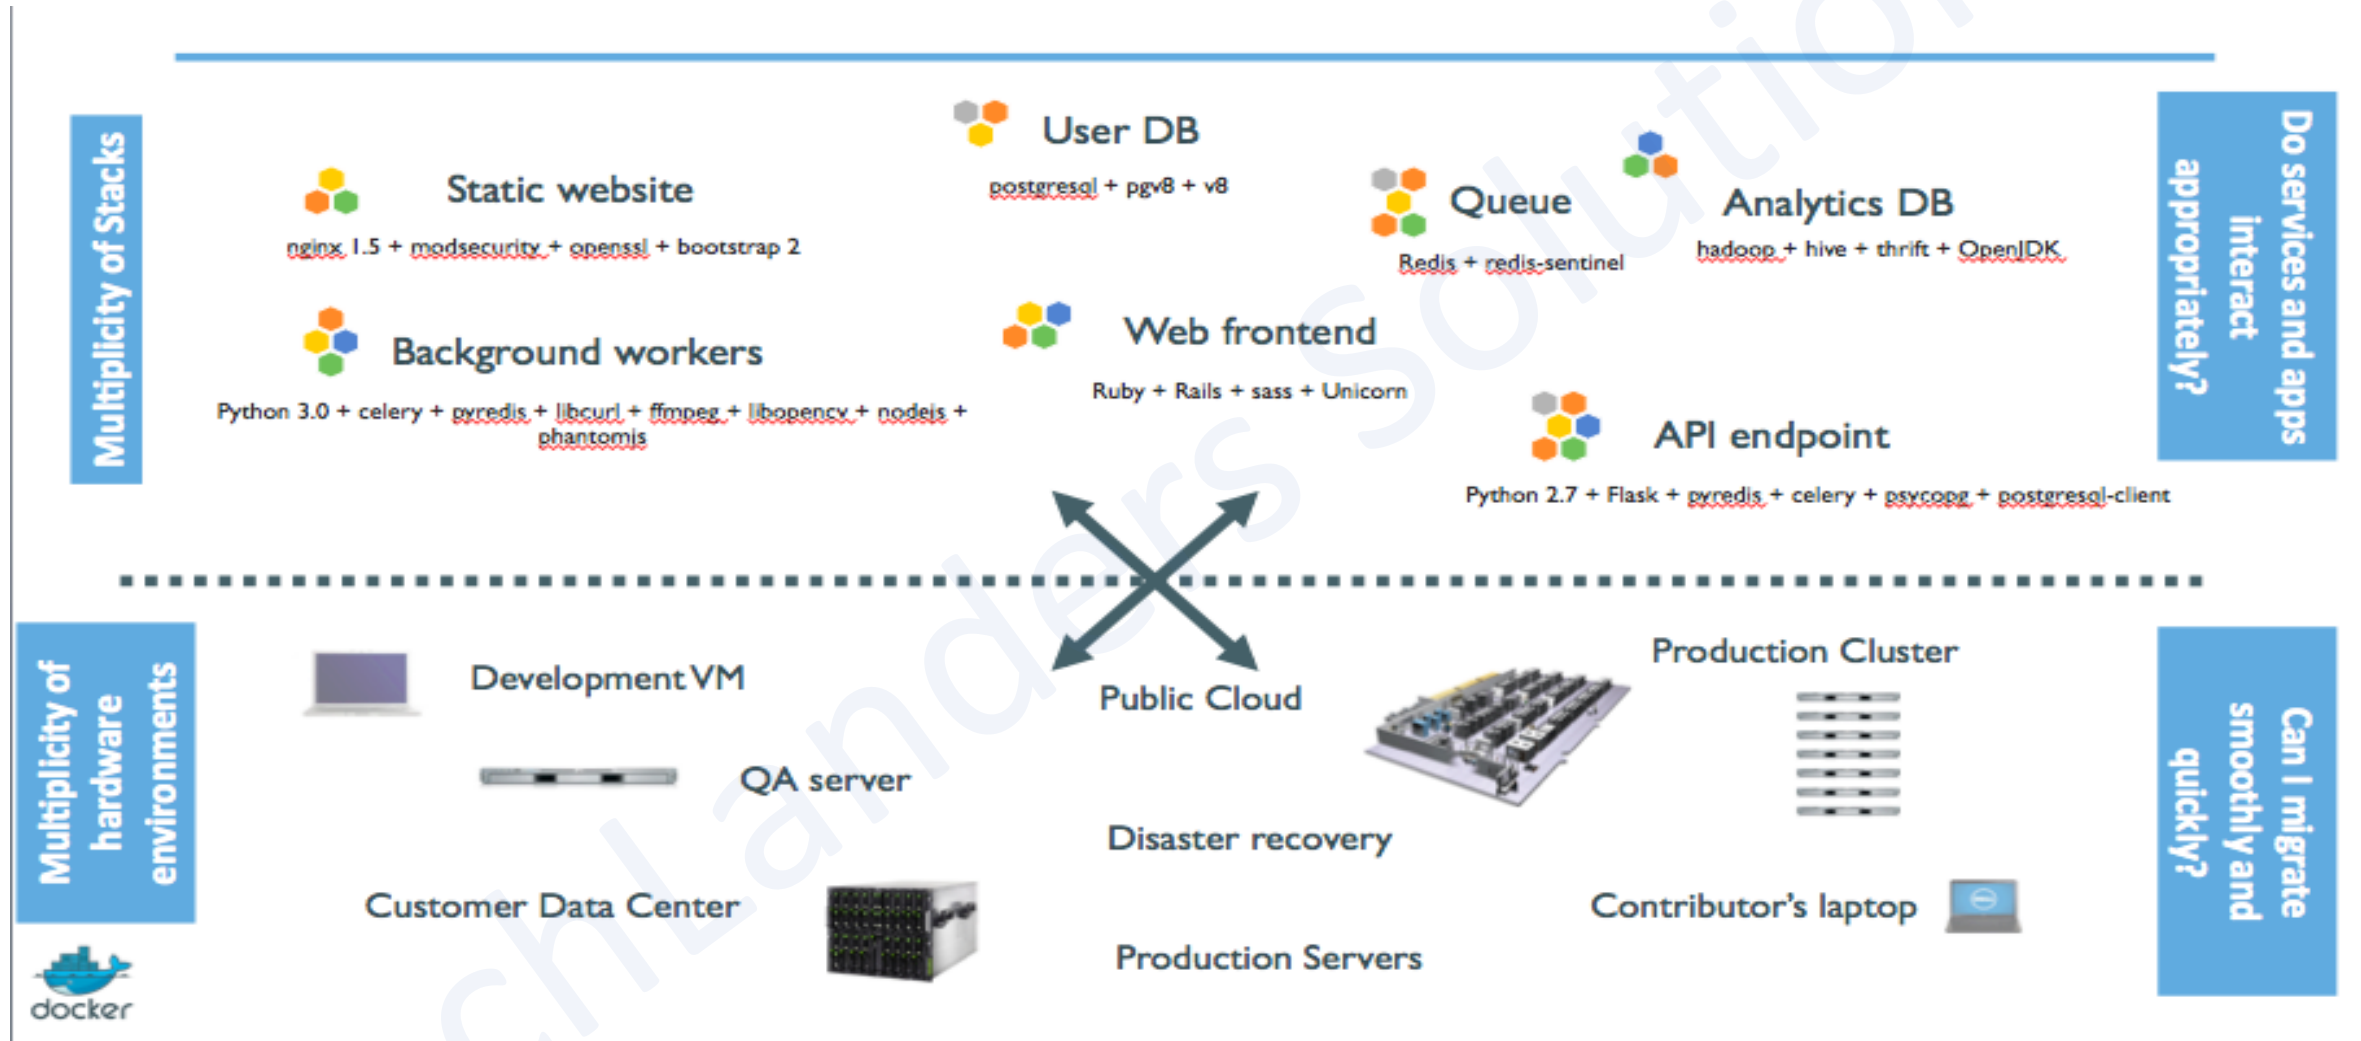 Multiplicity of Stacks
Static website
nginx 1.5 + modsecurity + openssl + bootstrap 2
Background workers
Python 3.0 + celery + pyredis + libcurl + ffmpeg + libopencv + nodejs +
phantomjs
User DB
postgresql + pgv8 + v8
Web frontend
Ruby + Rails + sass + Unicorn
Queue
Redis + redis-sentinel
Analytics DB
hadoop + hive + thrift + OpenJDK
API endpoint
Python 2.7 + Flask + pyredis + celery + psycopg + postgresql-client
Do services and apps
interact
appropriately?
Multiplicity of
hardware
environments
Development VM
QA server
Customer Data Center
Public Cloud
Disaster recovery
Production Servers
Production Cluster
Contributor's laptop
Can I migrate
smoothly and
quickly?
docker